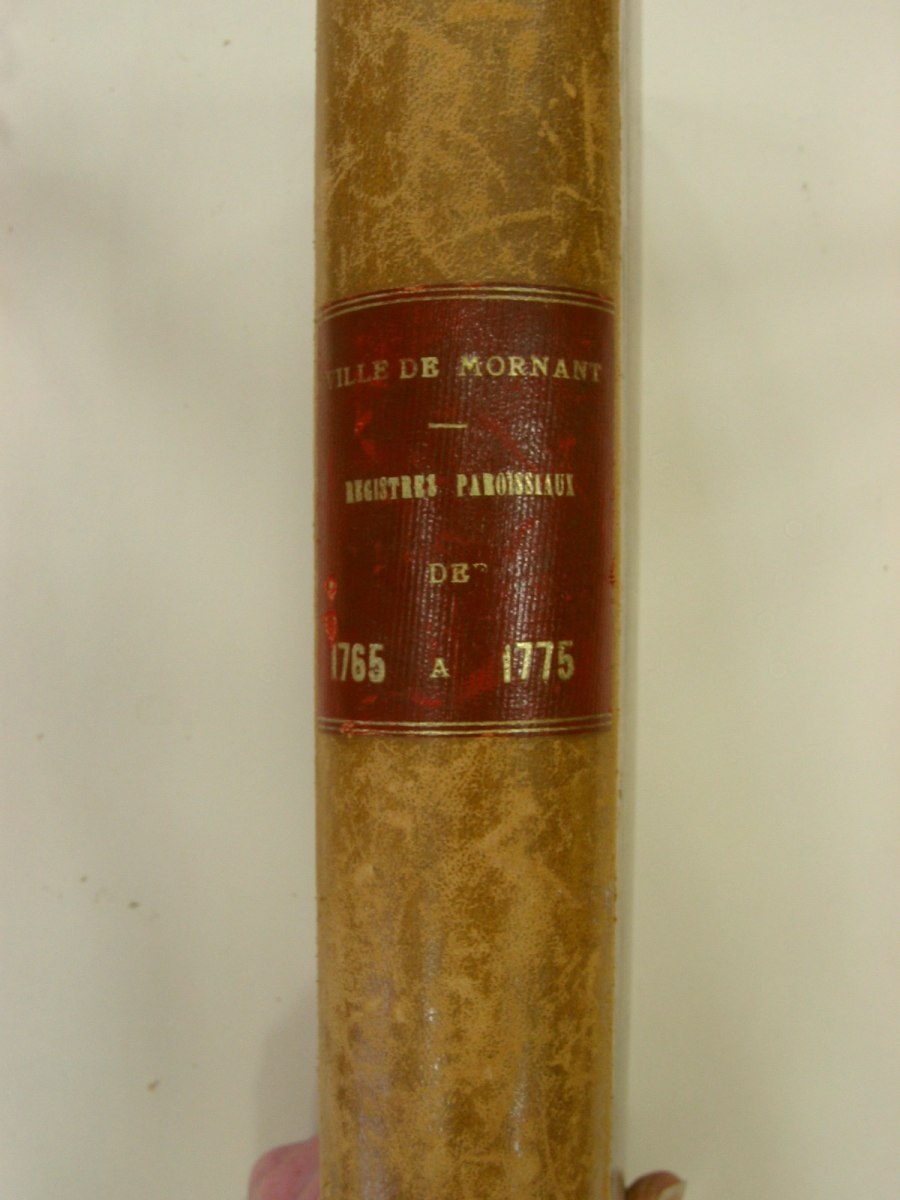 VILLE DE MORNANT
REGISTRES PAROISSIAUX
DE
1765 A 1775